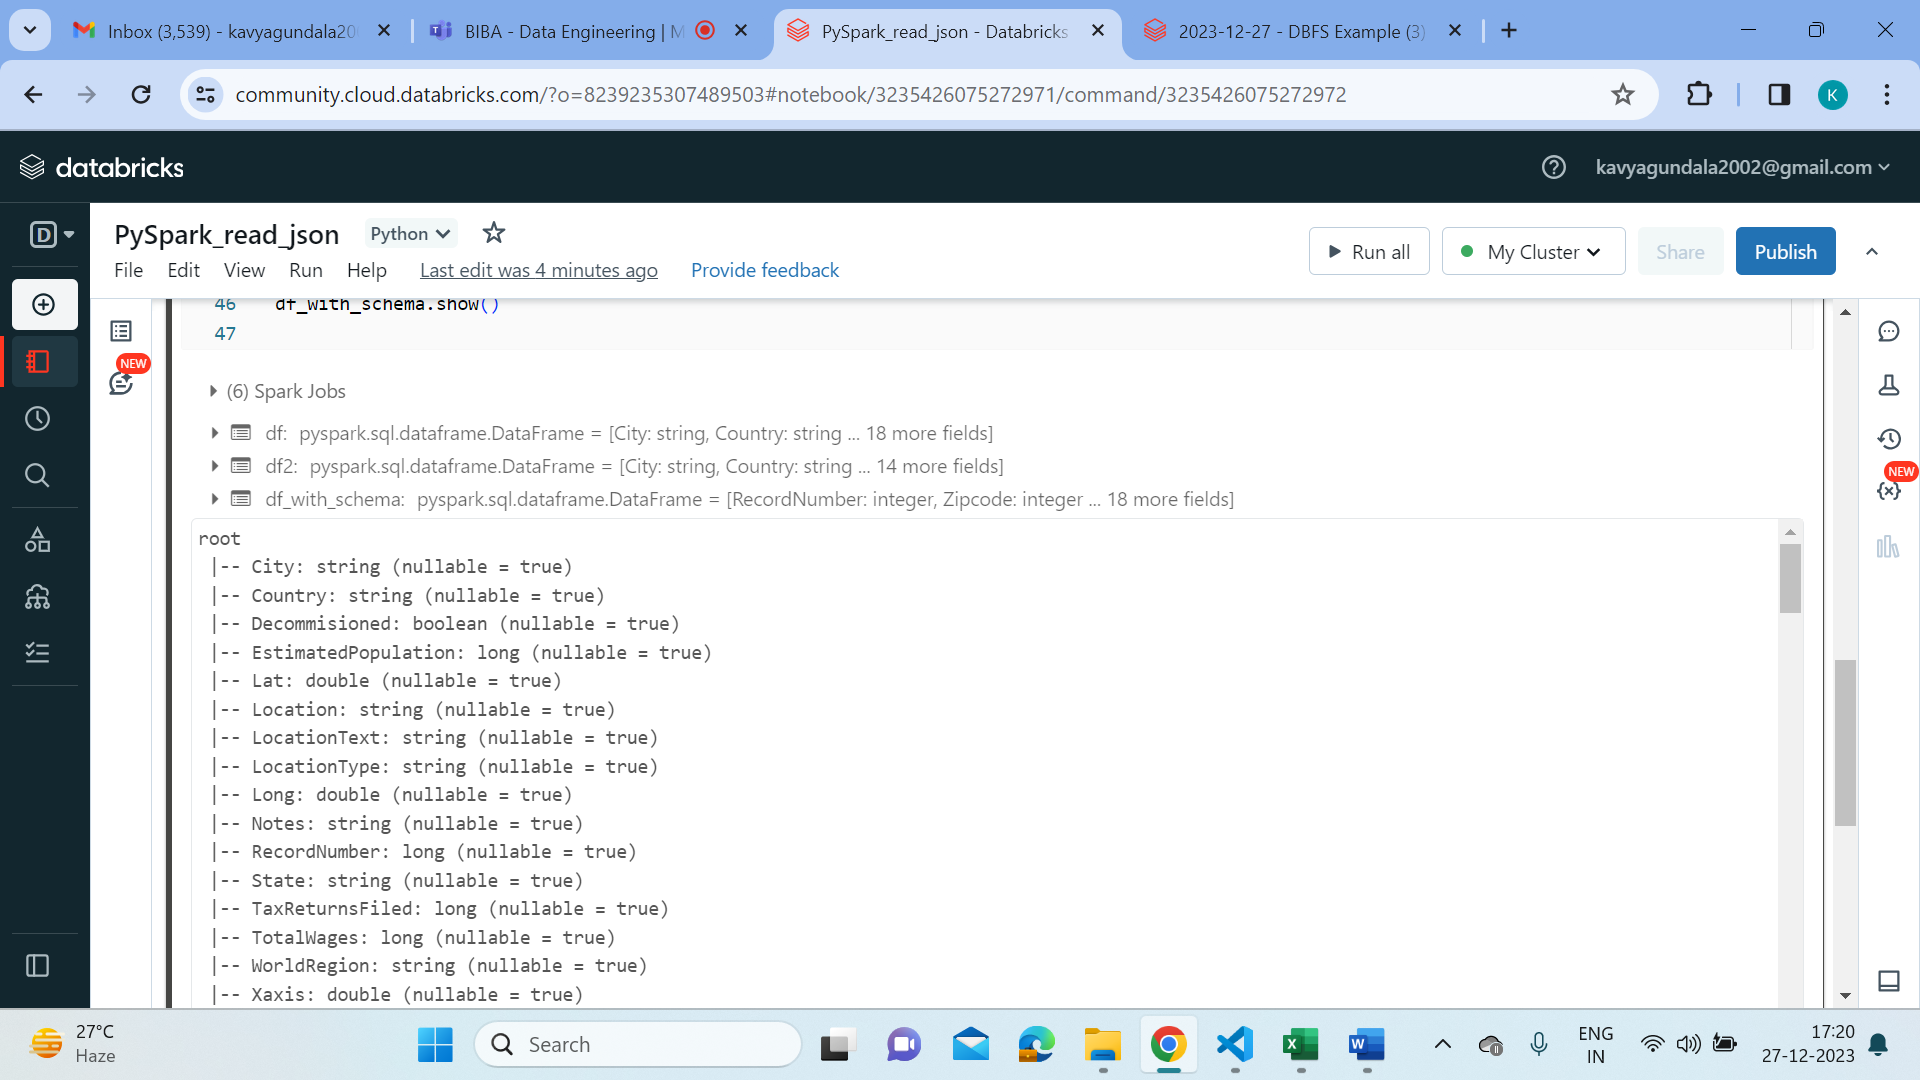 Inbox (3,539) - kavyagundala20
BIBA - Data Engineering | M
PySpark_read_json - Databricks
2023-12-27 - DBFS Example (3)
community.cloud.databricks.com/?o=8239235307489503#notebook/3235426075272971/command/3235426075272972
K
databricks
kavyagundala2002@gmail.com
D
PySpark_read_json
Python
File
Edit
View
Run
Help
Last edit was 4 minutes ago
Provide feedback
Run all
My Cluster
Share
Publish
46 df_with_schema.show()
47
NEW
NEW
(6) Spark Jobs
df: pyspark.sql.dataframe.DataFrame = [City: string, Country: string ... 18 more fields]
df2: pyspark.sql.dataframe.DataFrame = [City: string, Country: string ... 14 more fields]
df_with_schema: pyspark.sql.dataframe.DataFrame = [RecordNumber: integer, Zipcode: integer ... 18 more fields]
root
|-- City: string (nullable = true)
|-- Country: string (nullable = true)
|-- Decommisioned: boolean (nullable = true)
|-- EstimatedPopulation: long (nullable = true)
|-- Lat: double (nullable = true)
|-- Location: string (nullable = true)
|-- LocationText: string (nullable = true)
|-- LocationType: string (nullable = true)
|-- Long: double (nullable = true)
|-- Notes: string (nullable = true)
|-- RecordNumber: long (nullable = true)
|-- State: string (nullable = true)
|-- TaxReturnsFiled: long (nullable = true)
|-- TotalWages: long (nullable = true)
|-- WorldRegion: string (nullable = true)
|-- Xaxis: double (nullable = true)
27°C
Haze
Search
ENG
IN
17:20
27-12-2023